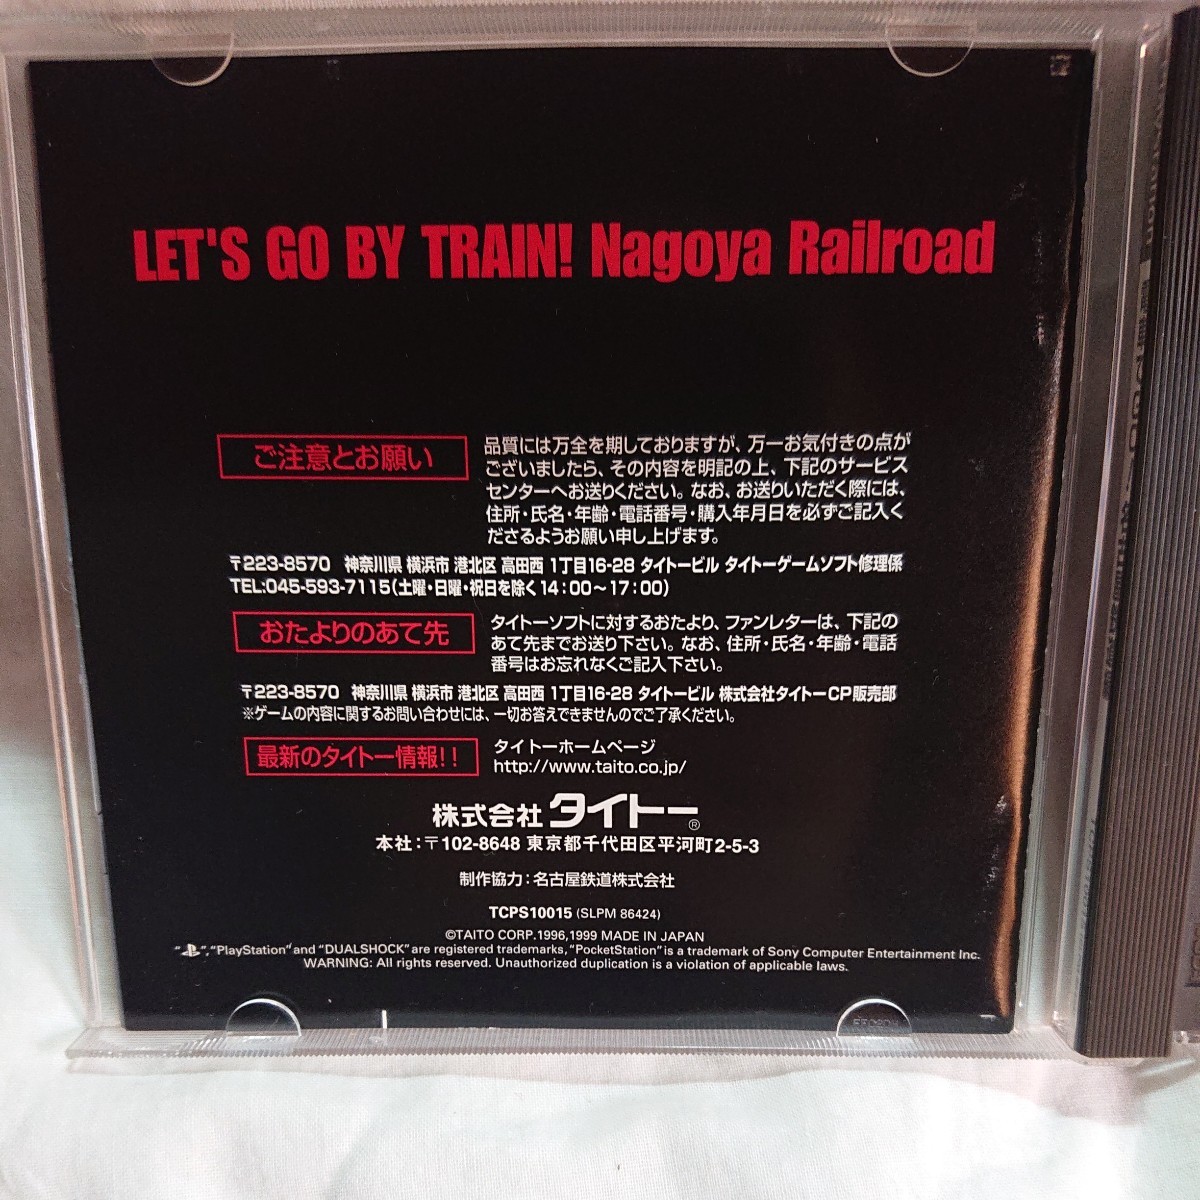 LET'S GO BY TRAIN! Nagoya Railroad
ご注意とお願い
品質には万全を期しておりますが、万一お気付きの点が
ございましたら、その内容を明記の上、下記のサービス
センターへお送りください。なお、お送りいただく際には、
住所・氏名・年齢・電話番号・購入年月日を必ずご記入く
ださるようお願い申し上げます。
〒223-8570 神奈川県 横浜市 港北区 高田西 1丁目16-28 タイトービル タイトーゲームソフト修理係
TEL:045-593-7115(土曜・日曜・祝日を除く14:00〜17:00)
おたよりのあて先
タイトーソフトに対するおたより、ファンレターは、下記の
あて先までお送り下さい。なお、住所・氏名・年齢・電話
番号はお忘れなくご記入下さい。
〒223-8570 神奈川県 横浜市 港北区 高田西 1丁目16-28 タイトービル 株式会社タイトーCP販売部
※ゲームの内容に関するお問い合わせには、一切お答えできませんのでご了承ください。
最新のタイトー情報!!
タイトーホームページ
http://www.taito.co.jp/
株式会社 タイトー®
本社:〒102-8648 東京都千代田区平河町2-5-3
制作協力:名古屋鉄道株式会社
TCPS10015 (SLPM 86424)
©TAITO CORP.1996,1999 MADE IN JAPAN
" ","PlayStation" and "DUALSHOCK" are registered trademarks, "PocketStation" is a trademark of Sony Computer Entertainment Inc.
WARNING: All rights reserved. Unauthorized duplication is a violation of applicable laws.